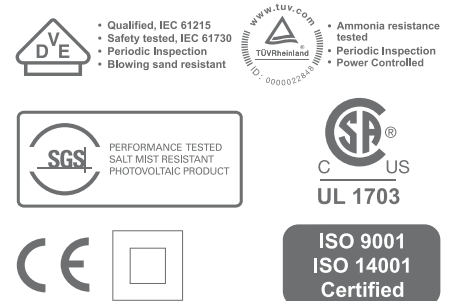 VDE
• Qualified, IEC 61215
• Safety tested, IEC 61730
• Periodic Inspection
• Blowing sand resistant
www.tuv.com
TÜVRheinland
ID: 0000022848
• Ammonia resistance
tested
• Periodic Inspection
• Power Controlled
SGS
PERFORMANCE TESTED
SALT MIST RESISTANT
PHOTOVOLTAIC PRODUCT
SA ®
C US
UL 1703
CE
ISO 9001
ISO 14001
Certified